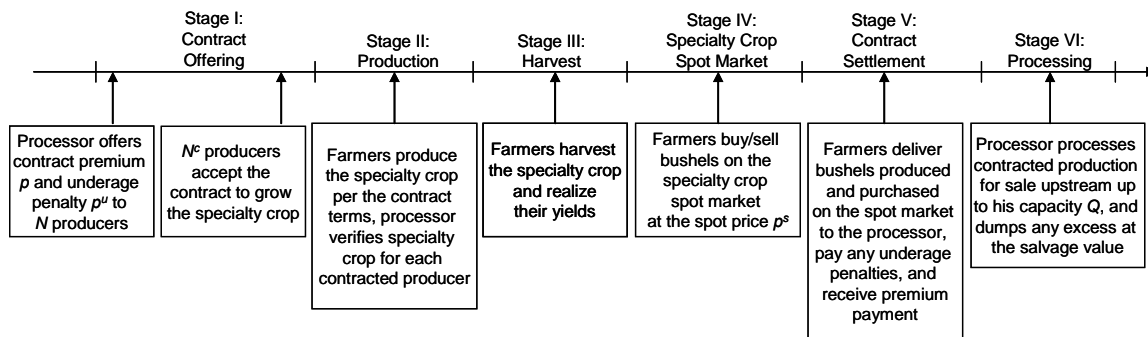 Stage I:
Contract
Offering
Stage II:
Production
Stage III:
Harvest
Stage IV:
Specialty Crop
Spot Market
Stage V:
Contract
Settlement
Stage VI:
Processing
Processor offers
contract premium
p and underage
penalty pᵘ to
N producers
Nᶜ producers
accept the
contract to grow
the specialty crop
Farmers produce
the specialty crop
per the contract
terms, processor
verifies specialty
crop for each
contracted producer
Farmers harvest
the specialty crop
and realize
their yields
Farmers buy/sell
bushels on the
specialty crop
spot market
at the spot price pˢ
Farmers deliver
bushels produced
and purchased
on the spot market
to the processor,
pay any underage
penalties, and
receive premium
payment
Processor processes
contracted production
for sale upstream up
to his capacity Q, and
dumps any excess at
the salvage value